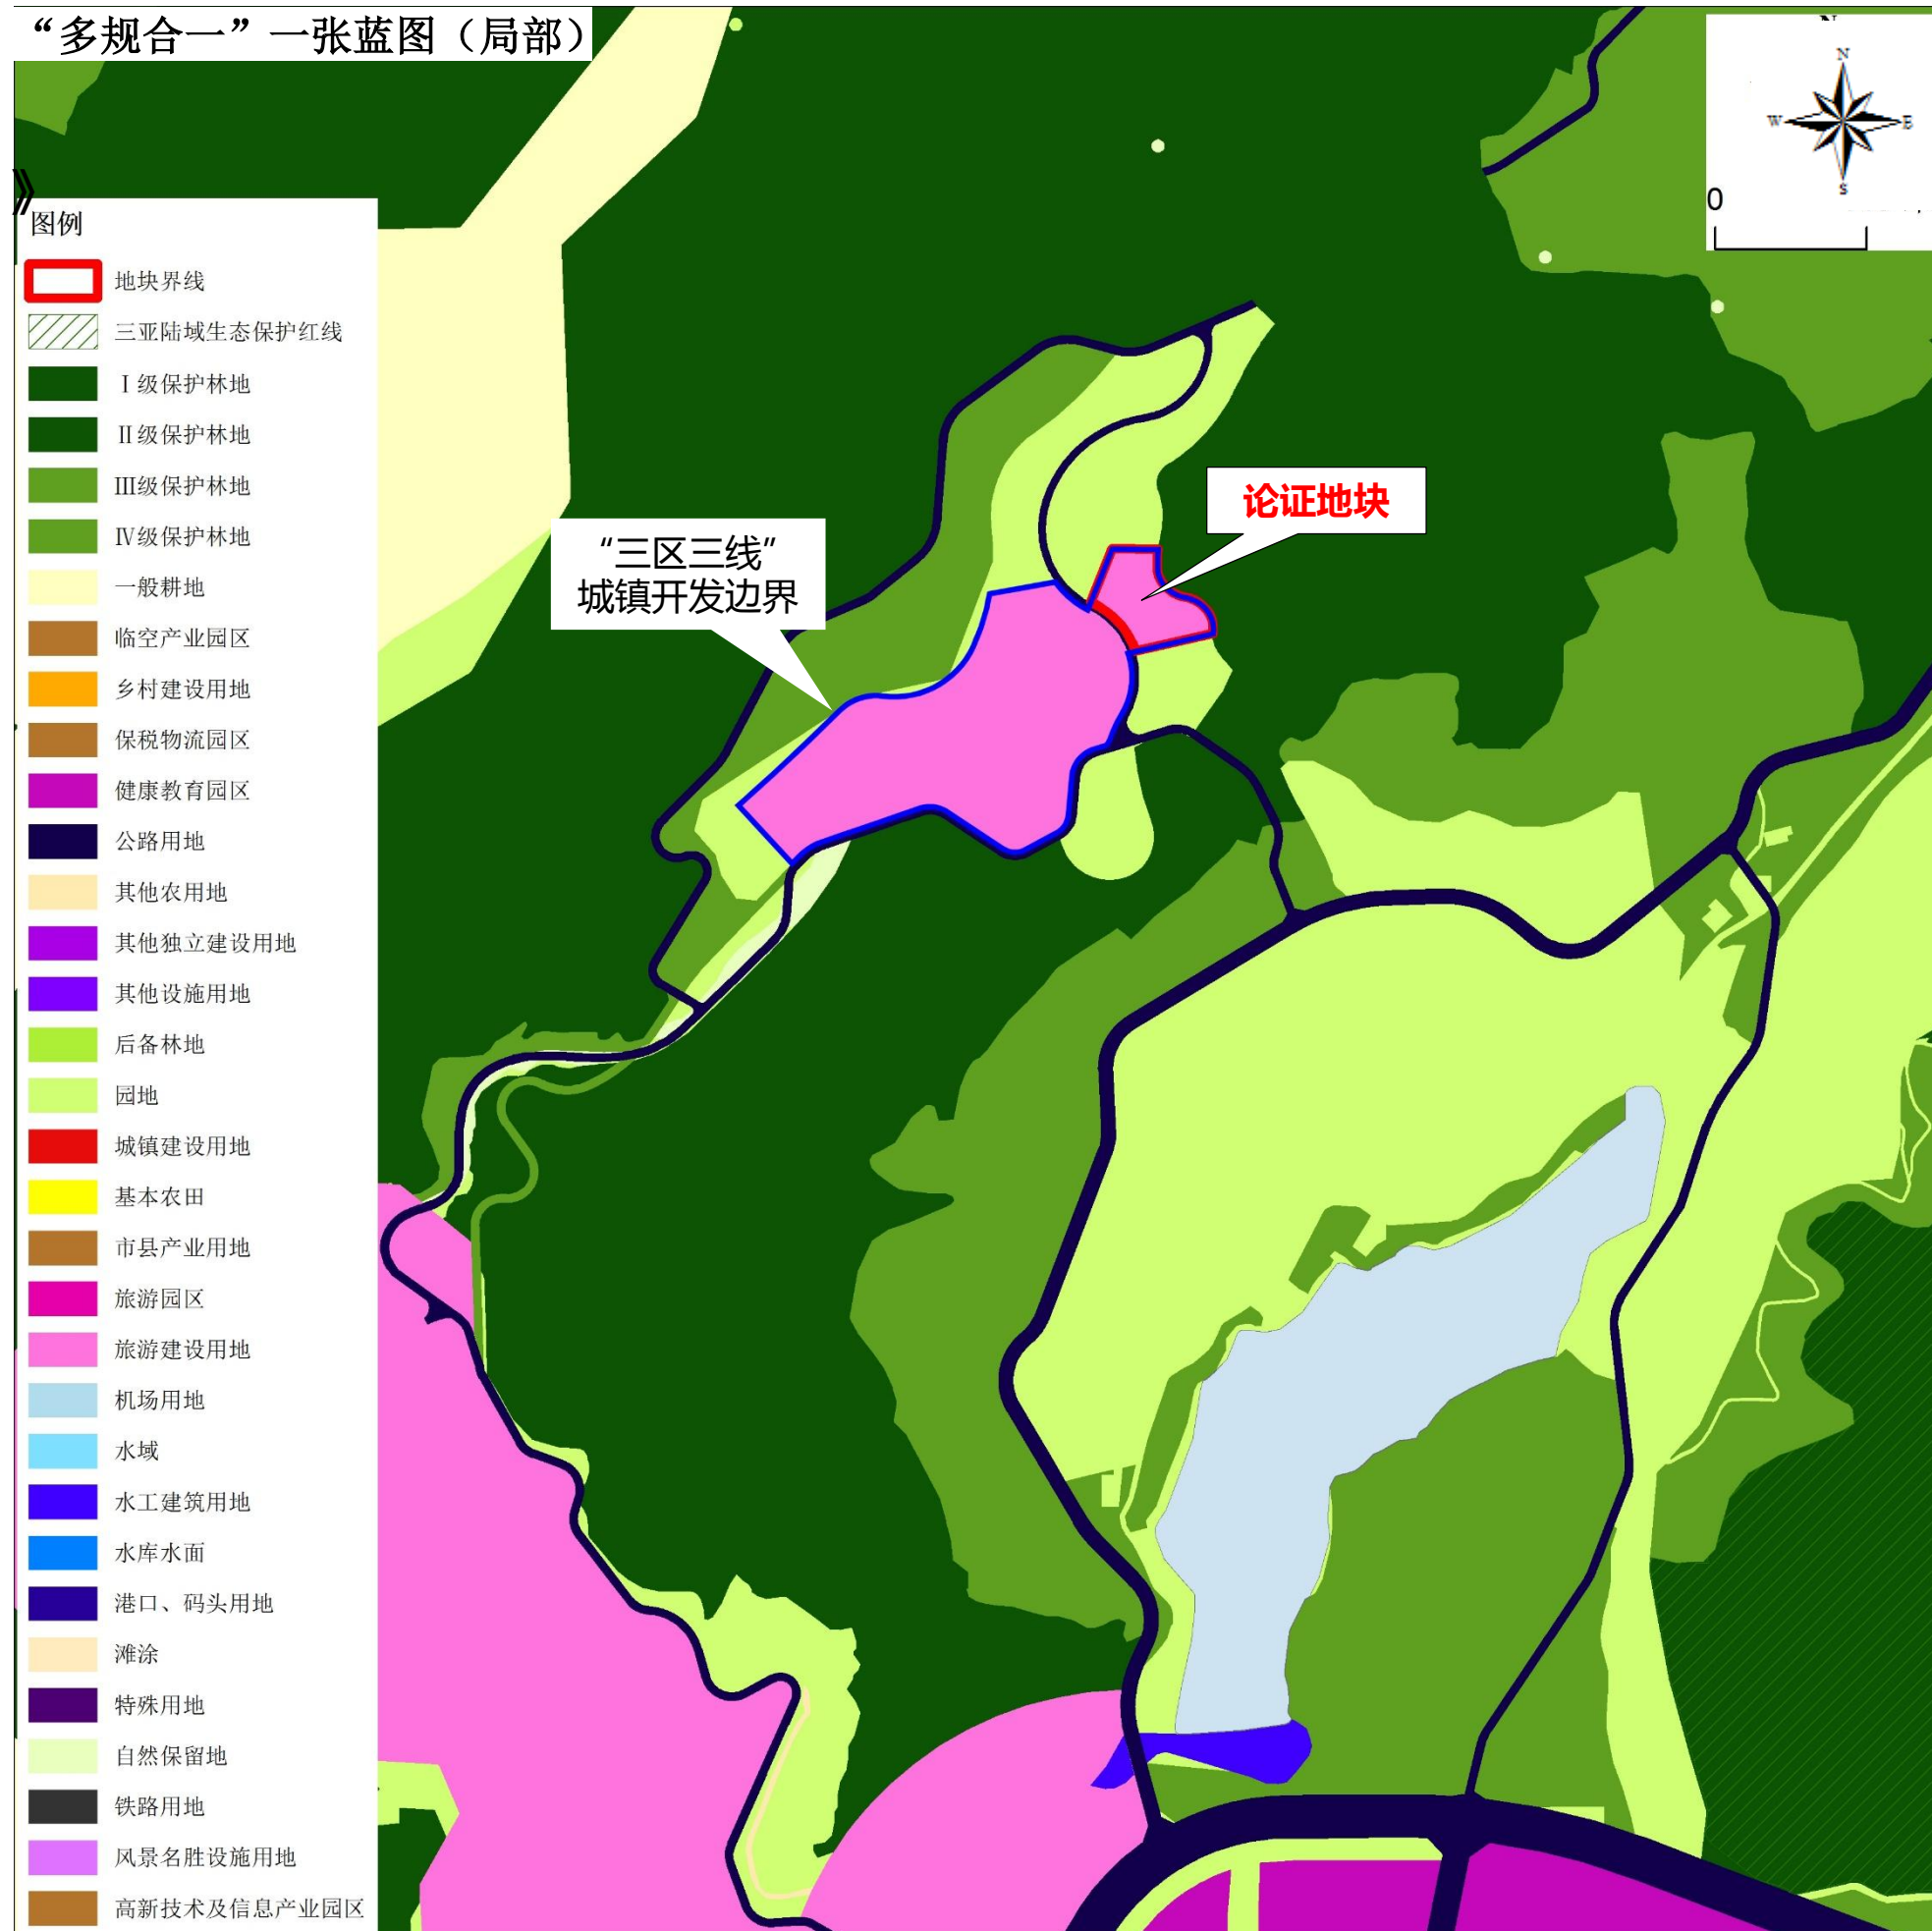 “多规合一”一张蓝图（局部）
N
W
E
S
0
》
图例
地块界线
三亚陆域生态保护红线
Ⅰ级保护林地
Ⅱ级保护林地
Ⅲ级保护林地
Ⅳ级保护林地
一般耕地
临空产业园区
乡村建设用地
保税物流园区
健康教育园区
公路用地
其他农用地
其他独立建设用地
其他设施用地
后备林地
园地
城镇建设用地
基本农田
市县产业用地
旅游园区
旅游建设用地
机场用地
水域
水工建筑用地
水库水面
港口、码头用地
滩涂
特殊用地
自然保留地
铁路用地
风景名胜设施用地
高新技术及信息产业园区
论证地块
“三区三线”
城镇开发边界